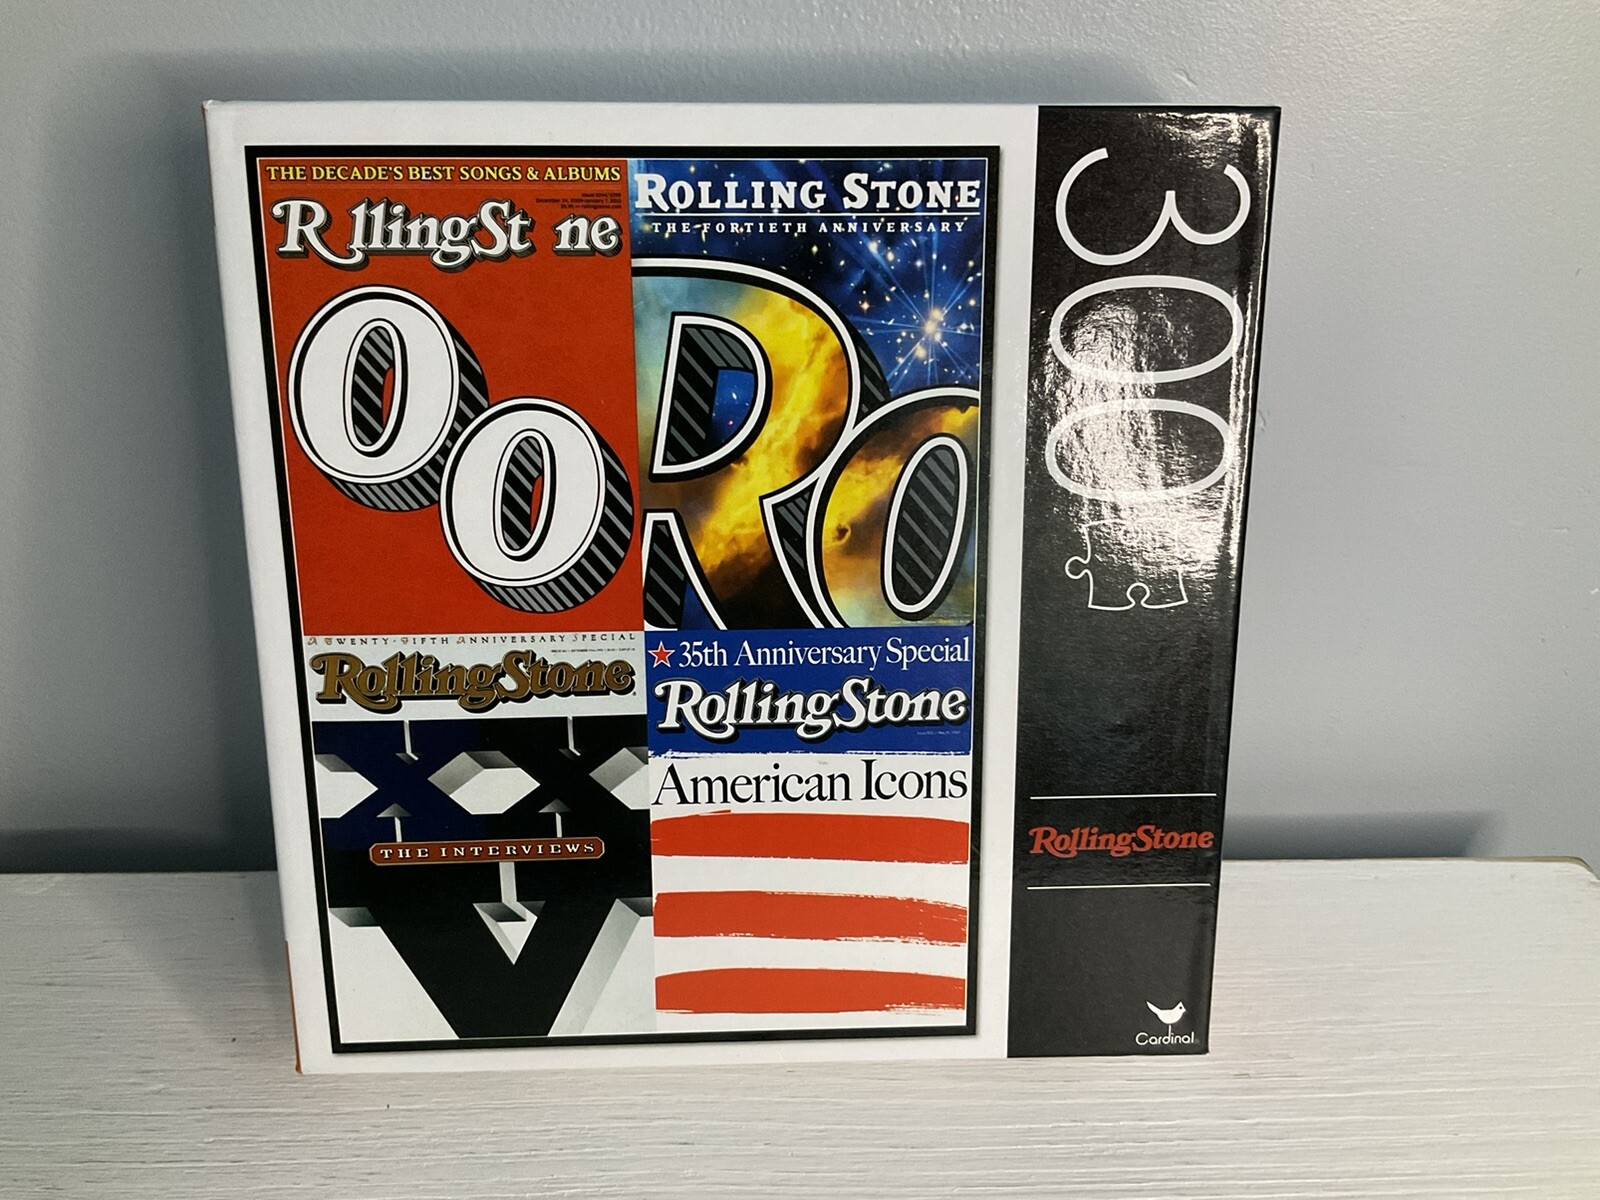 THE DECADE'S BEST SONGS & ALBUMS
R llingSt ne
OO
ROLLING STONE
THE FORTIETH ANNIVERSARY
Ro
A TWENTY-FIFTH ANNIVERSARY SPECIAL
RollingStone
XX
THE INTERVIEWS
V
35th Anniversary Special
RollingStone
American Icons
300
RollingStone
Cardinal